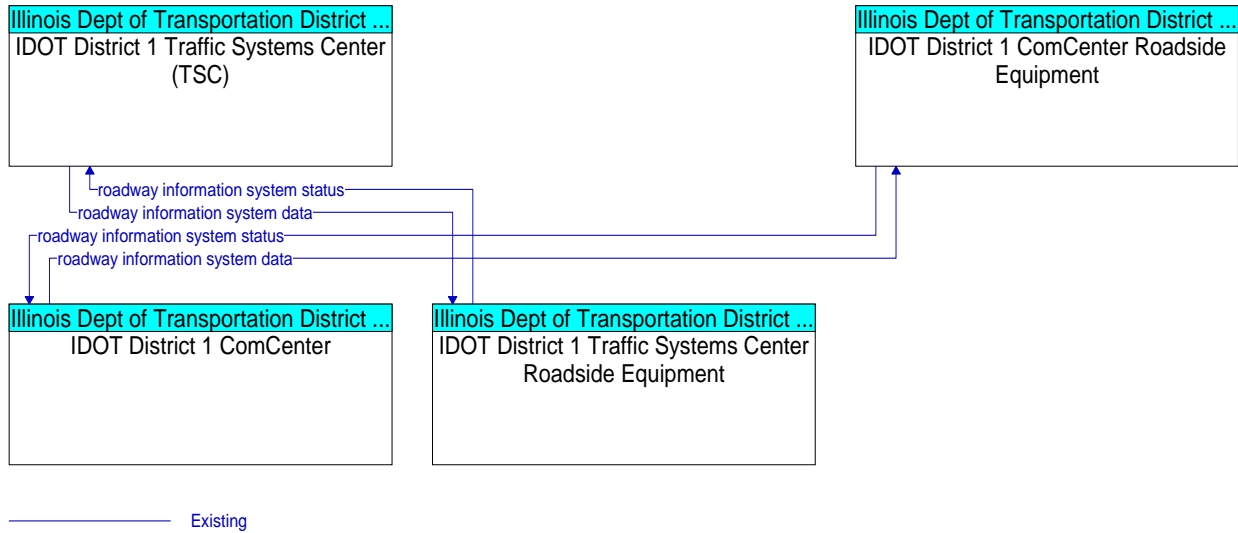 Illinois Dept of Transportation District ...
IDOT District 1 Traffic Systems Center
(TSC)
Illinois Dept of Transportation District ...
IDOT District 1 ComCenter Roadside
Equipment
roadway information system status
roadway information system data
roadway information system status
roadway information system data
Illinois Dept of Transportation District ...
IDOT District 1 ComCenter
Illinois Dept of Transportation District ...
IDOT District 1 Traffic Systems Center
Roadside Equipment
Existing